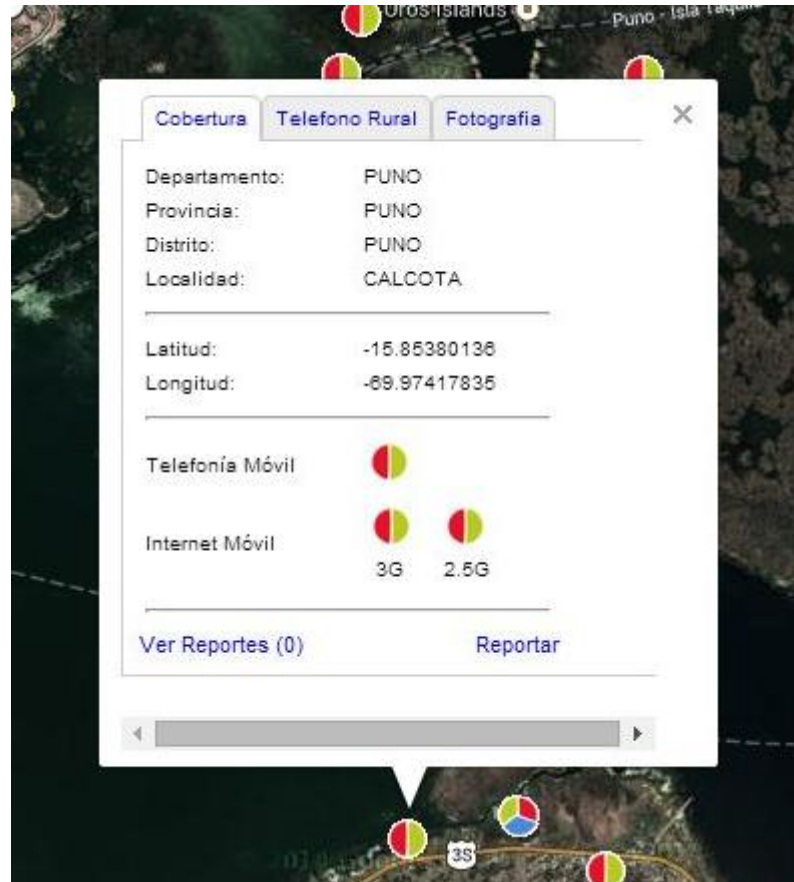 Uros Islands
Puno - Isla Taquile
Cobertura
Telefono Rural
Fotografia
×
Departamento: PUNO
Provincia: PUNO
Distrito: PUNO
Localidad: CALCOTA
Latitud: -15.85380136
Longitud: -69.97417835
Telefonía Móvil
Internet Móvil
3G 2.5G
Ver Reportes (0) Reportar
3S